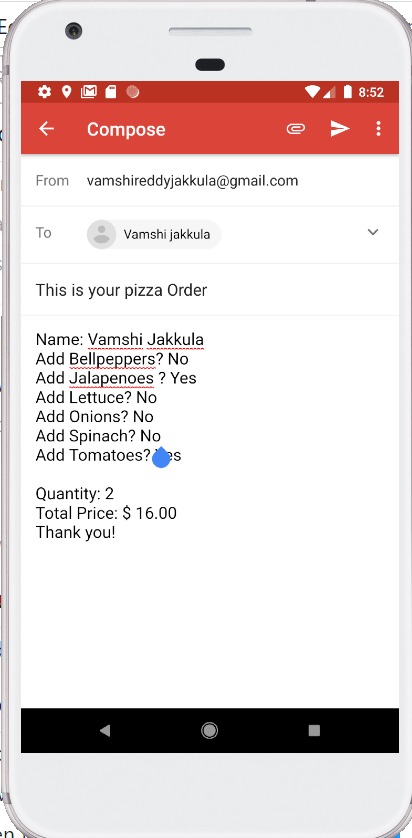 8:52
Compose
From vamshireddyjakkula@gmail.com
To Vamshi jakkula
This is your pizza Order
Name: Vamshi Jakkula
Add Bellpeppers? No
Add Jalapenoes ? Yes
Add Lettuce? No
Add Onions? No
Add Spinach? No
Add Tomatoes? Yes
Quantity: 2
Total Price: $ 16.00
Thank you!